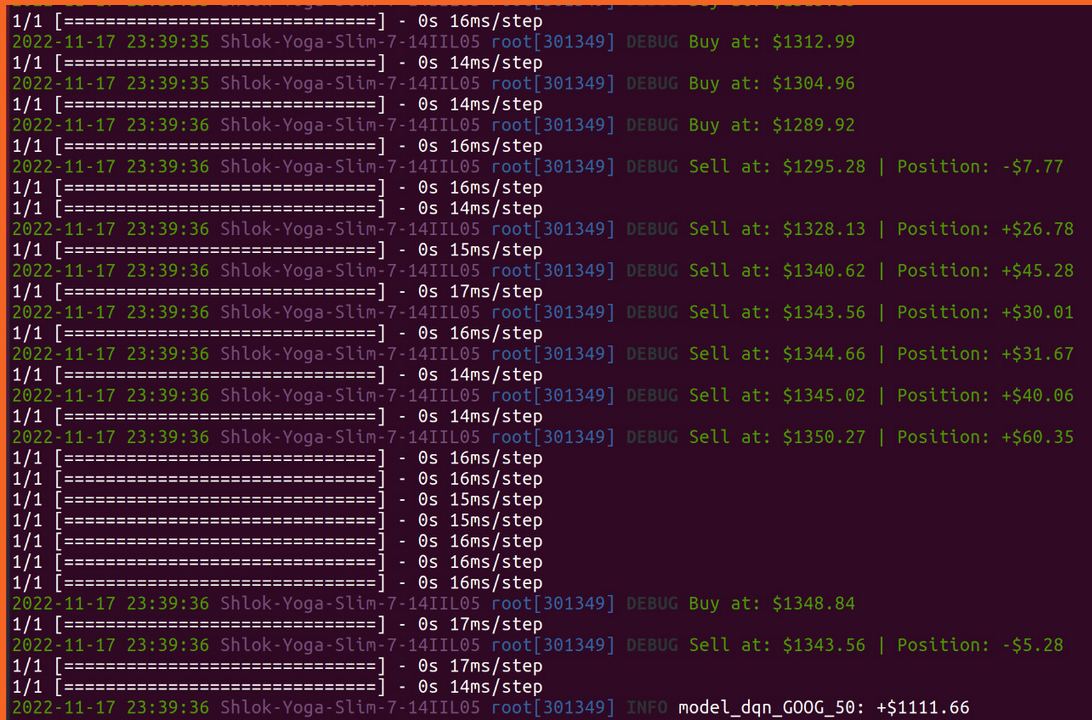 1/1 [==============================] - 0s 16ms/step
2022-11-17 23:39:35 Shlok-Yoga-Slim-7-14IIL05 root[301349] DEBUG Buy at: $1312.99
1/1 [==============================] - 0s 14ms/step
2022-11-17 23:39:35 Shlok-Yoga-Slim-7-14IIL05 root[301349] DEBUG Buy at: $1304.96
1/1 [==============================] - 0s 14ms/step
2022-11-17 23:39:36 Shlok-Yoga-Slim-7-14IIL05 root[301349] DEBUG Buy at: $1289.92
1/1 [==============================] - 0s 16ms/step
2022-11-17 23:39:36 Shlok-Yoga-Slim-7-14IIL05 root[301349] DEBUG Sell at: $1295.28 | Position: -$7.77
1/1 [==============================] - 0s 16ms/step
1/1 [==============================] - 0s 14ms/step
2022-11-17 23:39:36 Shlok-Yoga-Slim-7-14IIL05 root[301349] DEBUG Sell at: $1328.13 | Position: +$26.78
1/1 [==============================] - 0s 15ms/step
2022-11-17 23:39:36 Shlok-Yoga-Slim-7-14IIL05 root[301349] DEBUG Sell at: $1340.62 | Position: +$45.28
1/1 [==============================] - 0s 17ms/step
2022-11-17 23:39:36 Shlok-Yoga-Slim-7-14IIL05 root[301349] DEBUG Sell at: $1343.56 | Position: +$30.01
1/1 [==============================] - 0s 16ms/step
2022-11-17 23:39:36 Shlok-Yoga-Slim-7-14IIL05 root[301349] DEBUG Sell at: $1344.66 | Position: +$31.67
1/1 [==============================] - 0s 14ms/step
2022-11-17 23:39:36 Shlok-Yoga-Slim-7-14IIL05 root[301349] DEBUG Sell at: $1345.02 | Position: +$40.06
1/1 [==============================] - 0s 14ms/step
2022-11-17 23:39:36 Shlok-Yoga-Slim-7-14IIL05 root[301349] DEBUG Sell at: $1350.27 | Position: +$60.35
1/1 [==============================] - 0s 16ms/step
1/1 [==============================] - 0s 16ms/step
1/1 [==============================] - 0s 15ms/step
1/1 [==============================] - 0s 15ms/step
1/1 [==============================] - 0s 16ms/step
1/1 [==============================] - 0s 16ms/step
1/1 [==============================] - 0s 16ms/step
2022-11-17 23:39:36 Shlok-Yoga-Slim-7-14IIL05 root[301349] DEBUG Buy at: $1348.84
1/1 [==============================] - 0s 17ms/step
2022-11-17 23:39:36 Shlok-Yoga-Slim-7-14IIL05 root[301349] DEBUG Sell at: $1343.56 | Position: -$5.28
1/1 [==============================] - 0s 17ms/step
1/1 [==============================] - 0s 14ms/step
2022-11-17 23:39:36 Shlok-Yoga-Slim-7-14IIL05 root[301349] INFO model_dqn_GOOG_50: +$1111.66